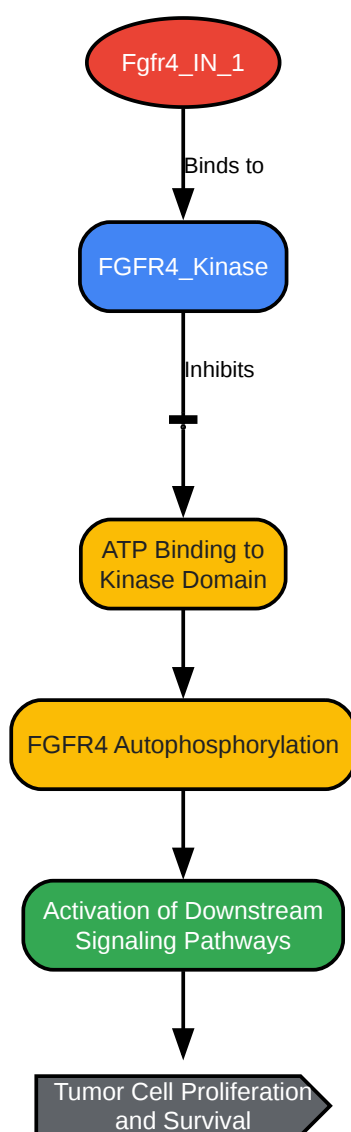 Fgfr4_IN_1
Binds to
FGFR4_Kinase
Inhibits
ATP Binding to
Kinase Domain
FGFR4 Autophosphorylation
Activation of Downstream
Signaling Pathways
Tumor Cell Proliferation
and Survival